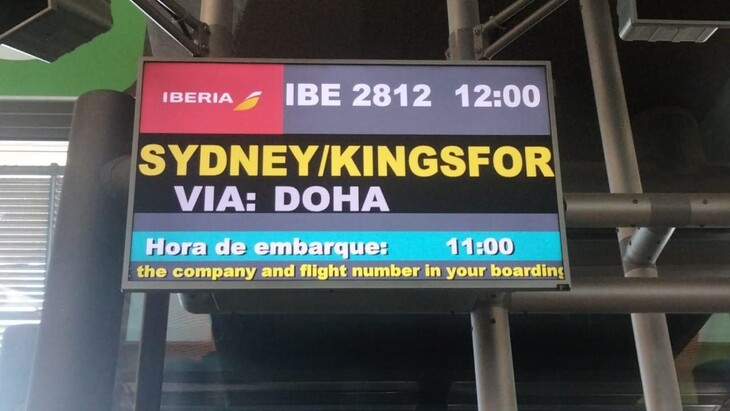 IBERIA IBE 2812 12:00
SYDNEY/KINGSFOR
VIA: DOHA
Hora de embarque: 11:00
the company and flight number in your boarding